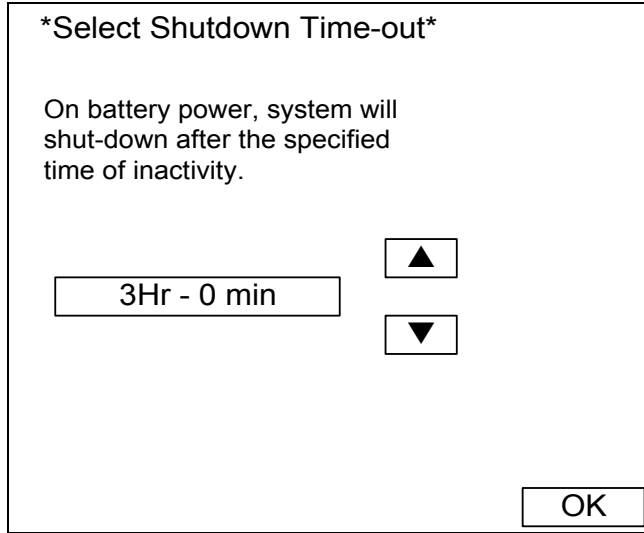 *Select Shutdown Time-out*
On battery power, system will
shut-down after the specified
time of inactivity.
▲
3Hr - 0 min
▼
OK